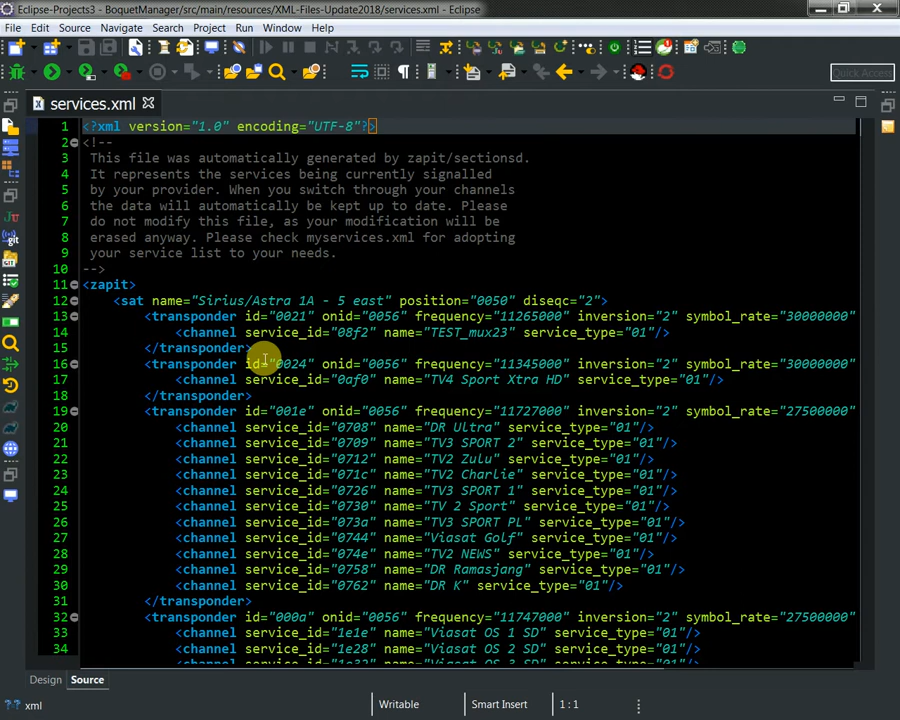 Eclipse-Projects3 - BoquetManager/src/main/resources/XML-Files-Update2018/services.xml - Eclipse
File Edit Source Navigate Search Project Run Window Help
Quick Access
services.xml
1 <?xml version="1.0" encoding="UTF-8"?>
2 <!--
3 This file was automatically generated by zapit/sectionsd.
4 It represents the services being currently signalled
5 by your provider. When you switch through your channels
6 the data will automatically be kept up to date. Please
7 do not modify this file, as your modification will be
8 erased anyway. Please check myservices.xml for adopting
9 your service list to your needs.
10 -->
11 <zapit>
12 <sat name="Sirius/Astra 1A - 5 east" position="0050" diseqc="2">
13 <transponder id="0021" onid="0056" frequency="11265000" inversion="2" symbol_rate="30000000"
14 <channel service_id="08f2" name="TEST_mux23" service_type="01"/>
15 </transponder>
16 <transponder id="0024" onid="0056" frequency="11345000" inversion="2" symbol_rate="30000000"
17 <channel service_id="0af0" name="TV4 Sport Xtra HD" service_type="01"/>
18 </transponder>
19 <transponder id="001e" onid="0056" frequency="11727000" inversion="2" symbol_rate="27500000"
20 <channel service_id="0708" name="DR Ultra" service_type="01"/>
21 <channel service_id="0709" name="TV3 SPORT 2" service_type="01"/>
22 <channel service_id="0712" name="TV2 Zulu" service_type="01"/>
23 <channel service_id="071c" name="TV2 Charlie" service_type="01"/>
24 <channel service_id="0726" name="TV3 SPORT 1" service_type="01"/>
25 <channel service_id="0730" name="TV 2 Sport" service_type="01"/>
26 <channel service_id="073a" name="TV3 SPORT PL" service_type="01"/>
27 <channel service_id="0744" name="Viasat Golf" service_type="01"/>
28 <channel service_id="074e" name="TV2 NEWS" service_type="01"/>
29 <channel service_id="0758" name="DR Ramasjang" service_type="01"/>
30 <channel service_id="0762" name="DR K" service_type="01"/>
31 </transponder>
32 <transponder id="000a" onid="0056" frequency="11747000" inversion="2" symbol_rate="27500000"
33 <channel service_id="1e1e" name="Viasat OS 1 SD" service_type="01"/>
34 <channel service_id="1e28" name="Viasat OS 2 SD" service_type="01"/>
<channel service_id="1e32" name="Viasat OS 3 SD" service_type="01"/>
Design Source
xml Writable Smart Insert 1 : 1